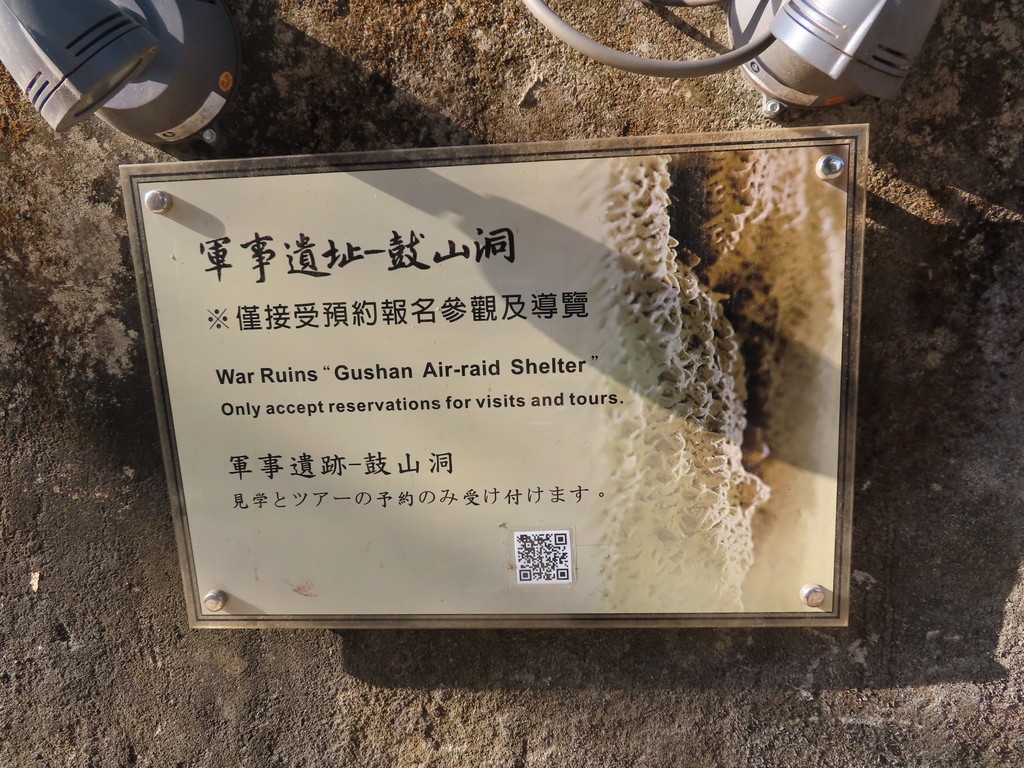 軍事遺址-鼓山洞
※僅接受預約報名參觀及導覽
War Ruins “Gushan Air-raid Shelter”
Only accept reservations for visits and tours.
軍事遺跡-鼓山洞
見学とツアーの予約のみ受け付けます。